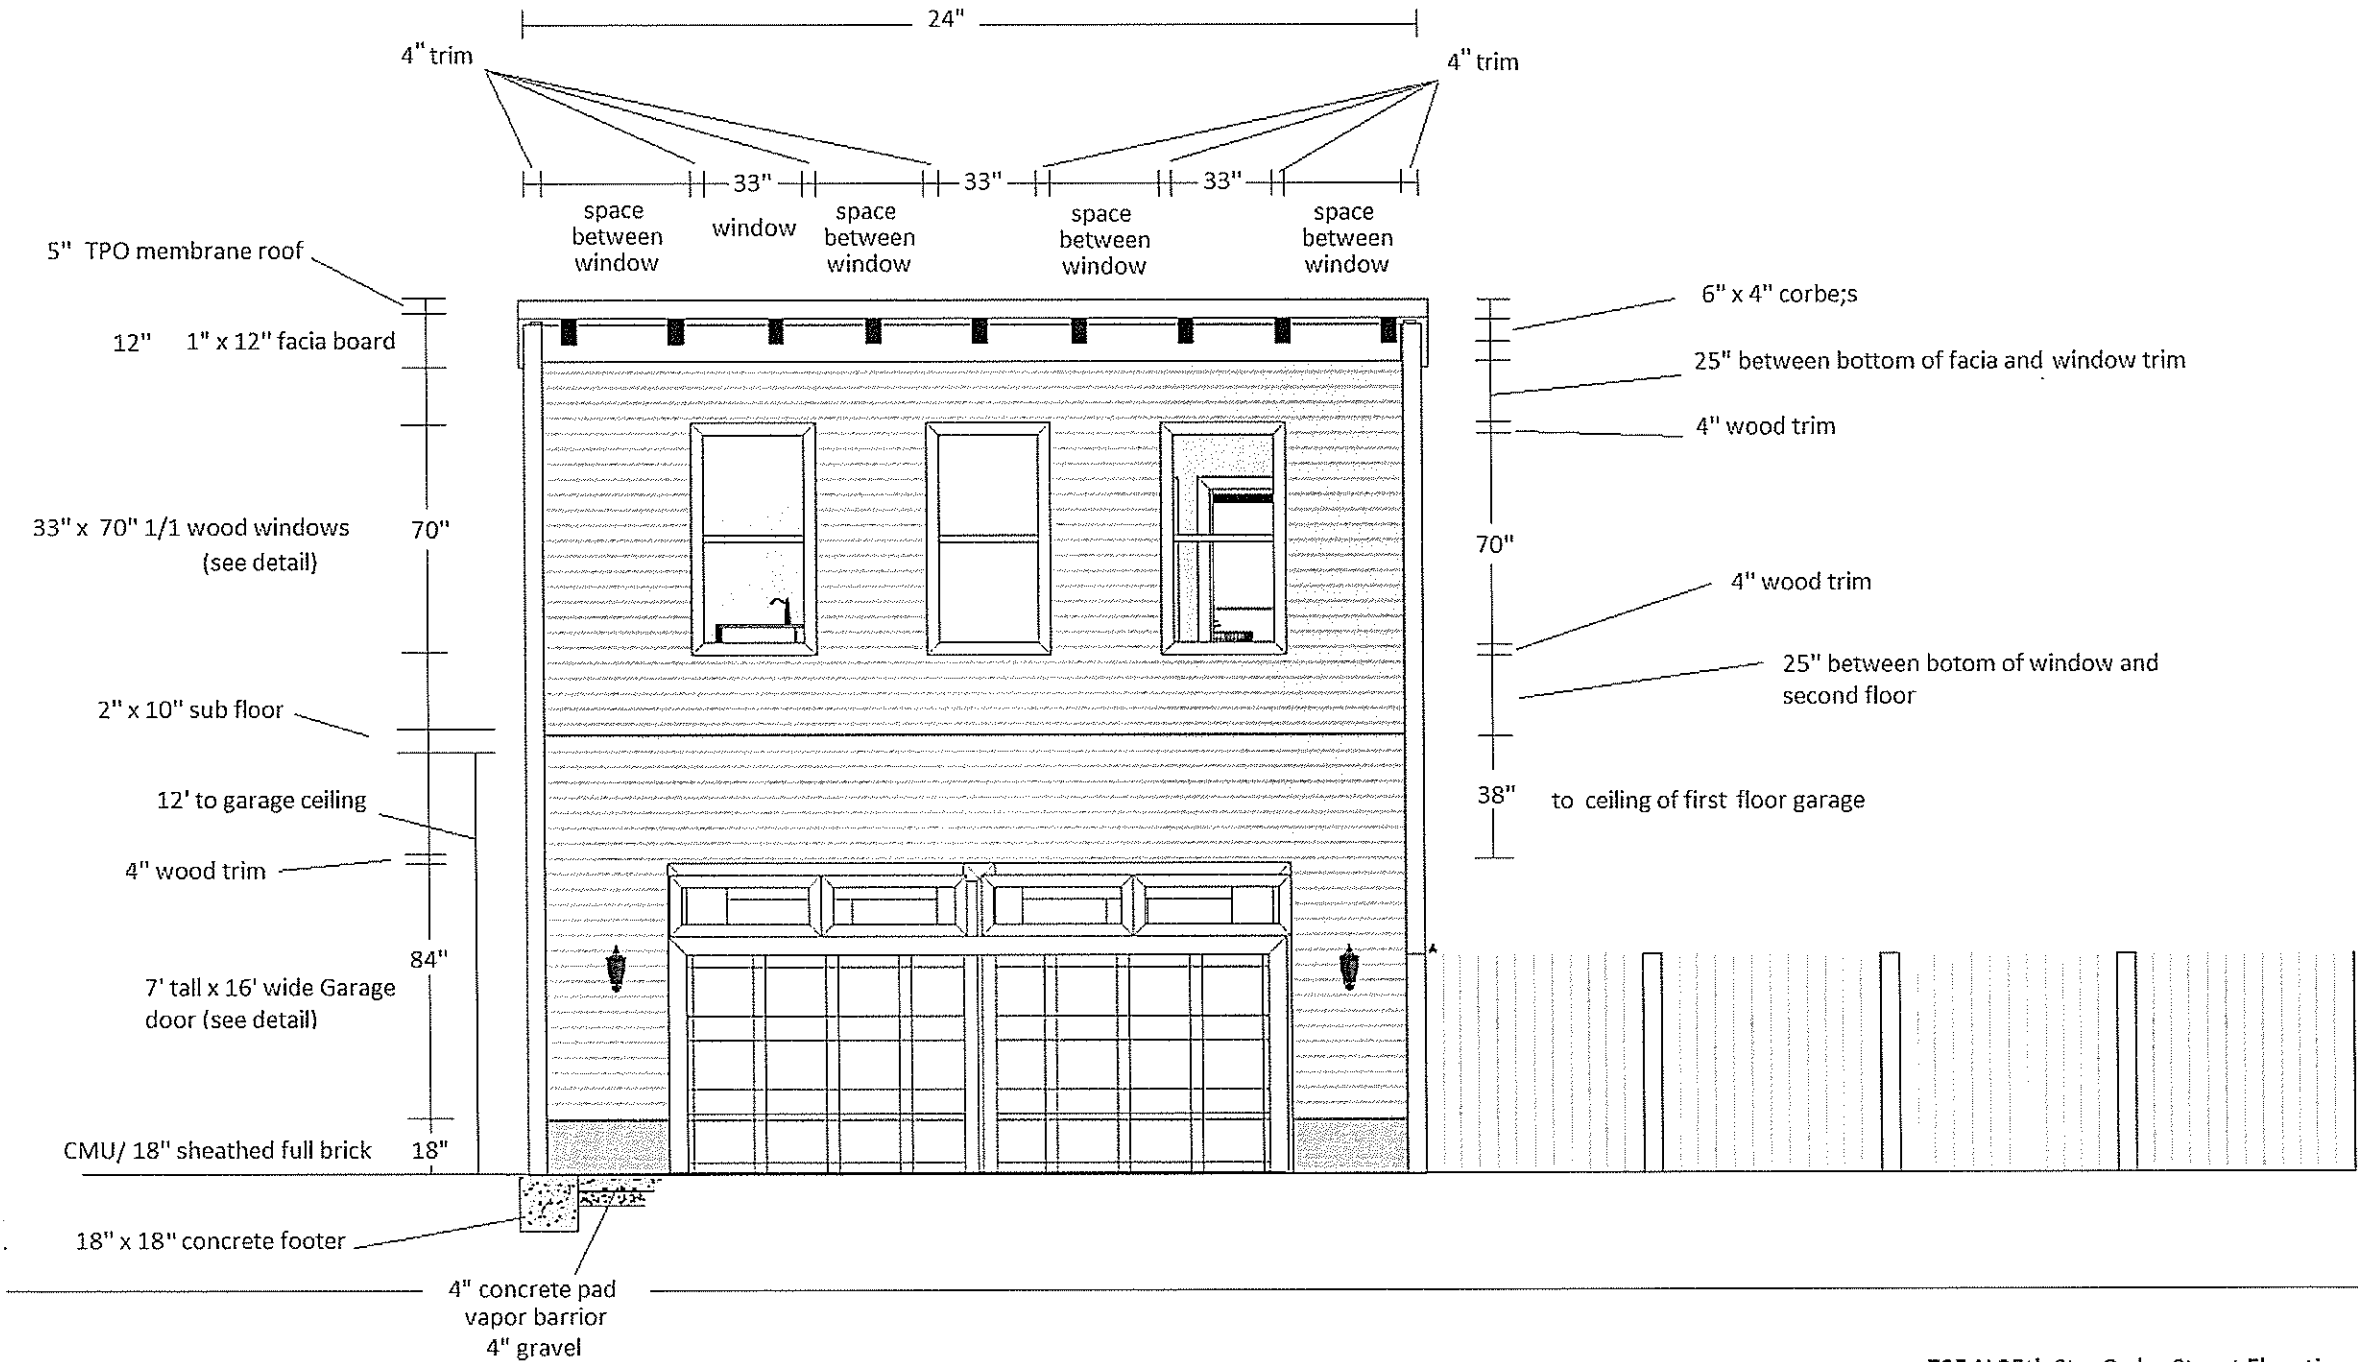 24"
4" trim
4" trim
33"
33"
33"
space
between
window
window
space
between
window
space
between
window
space
between
window
5" TPO membrane roof
12" 1" x 12" facia board
33" x 70" 1/1 wood windows
(see detail)
70"
2" x 10" sub floor
12' to garage ceiling
4" wood trim
84"
7' tall x 16' wide Garage
door (see detail)
CMU/ 18" sheathed full brick
18"
18" x 18" concrete footer
4" concrete pad
vapor barrier
4" gravel
6" x 4" corbe;s
25" between bottom of facia and window trim
4" wood trim
70"
4" wood trim
25" between botom of window and
second floor
38" to ceiling of first floor garage